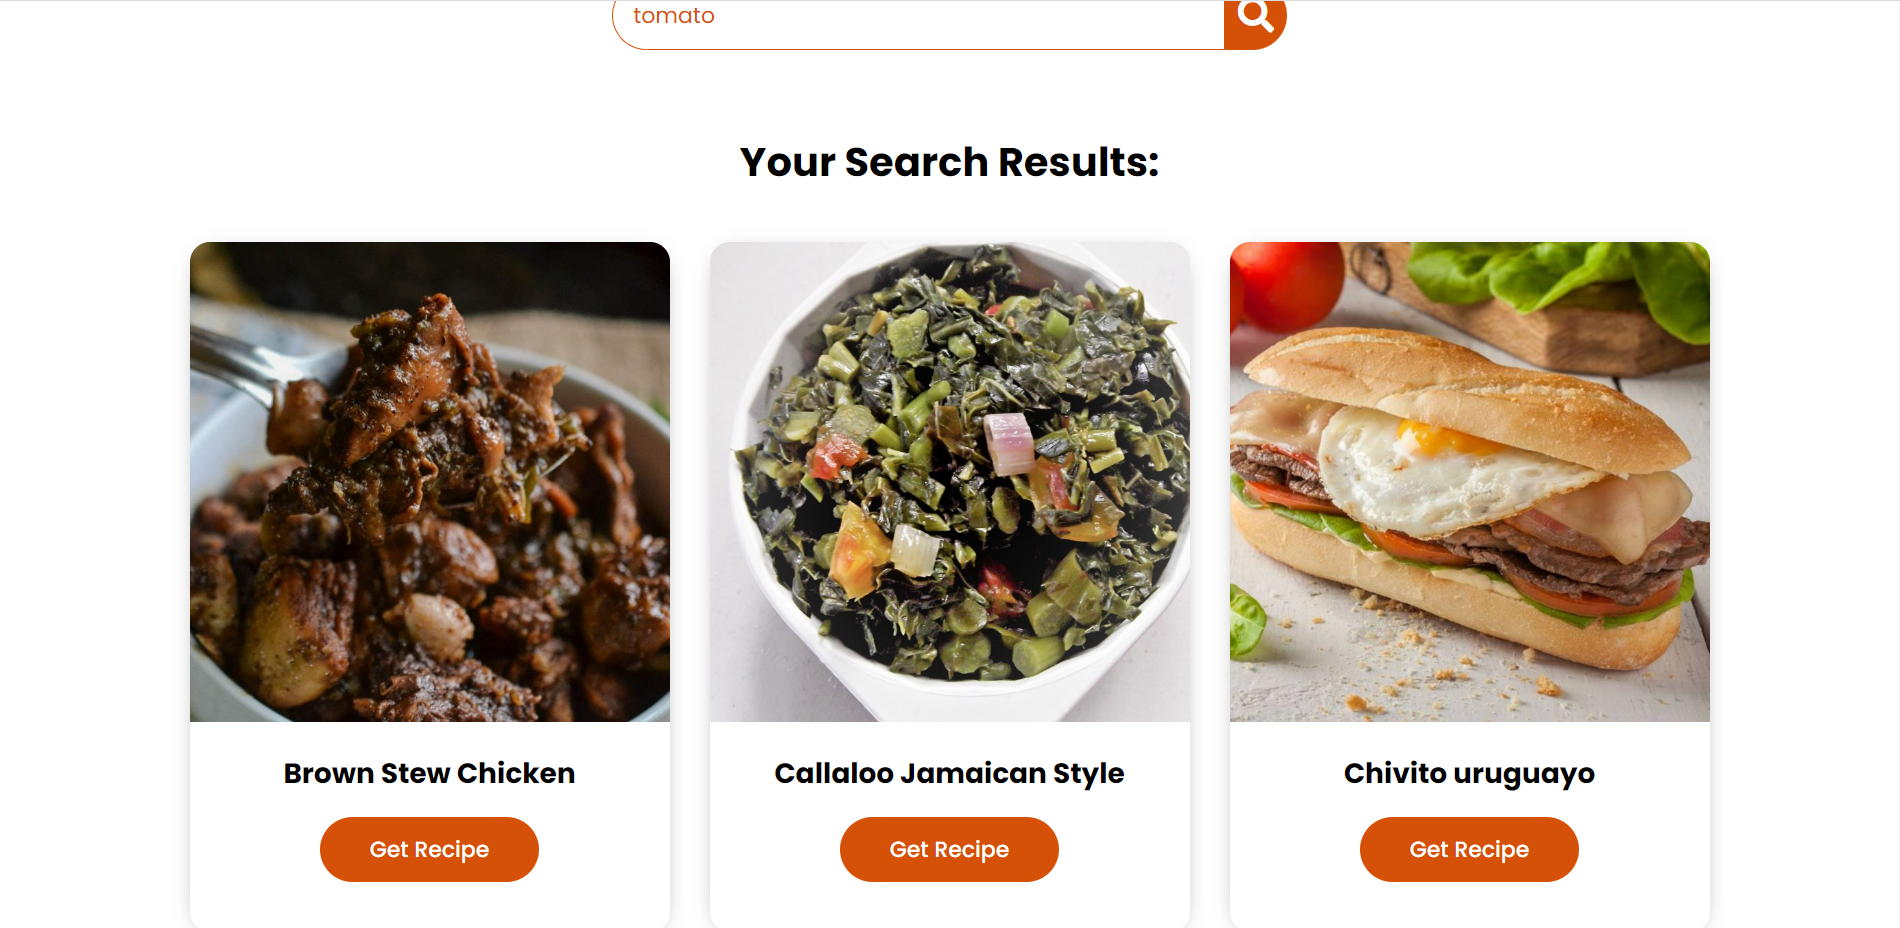 tomato
Your Search Results:
Brown Stew Chicken
Callaloo Jamaican Style
Chivito uruguayo
Get Recipe
Get Recipe
Get Recipe